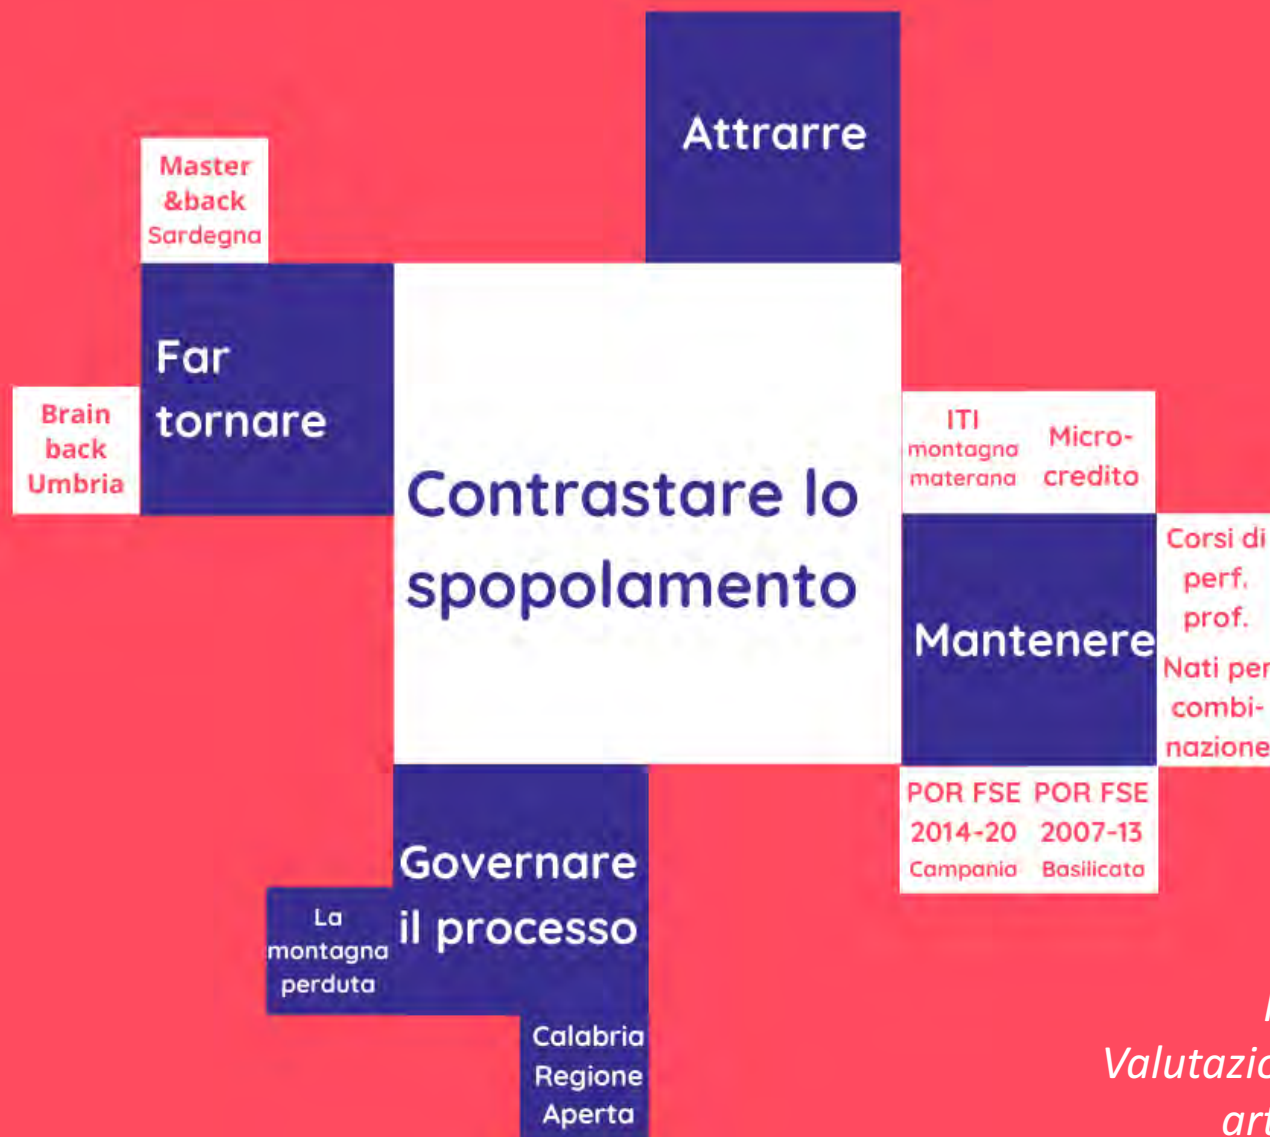 Attrarre
Master
&back
Sardegna
Far
tornare
Brain
back
Umbria
Contrastare lo
spopolamento
ITI
montagna
materana
Micro-
credito
Mantenere
Corsi di
perf.
prof.
Nati per
combi-
nazione
POR FSE
2014-20
Campania
POR FSE
2007-13
Basilicata
Governare
il processo
La
montagna
perduta
Calabria
Regione
Aperta